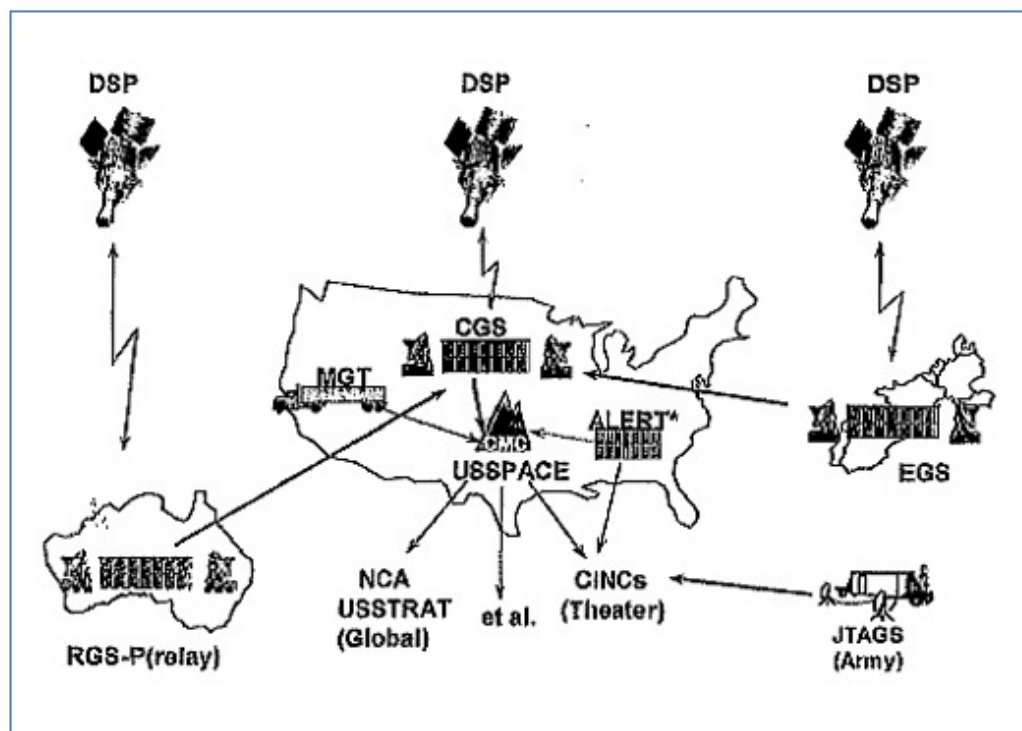 DSP
DSP
DSP
CGS
MGT
CMC
ALERT*
USSPACE
EGS
NCA
USSTRAT
(Global)
et al.
CINCs
(Theater)
RGS-P(relay)
JTAGS
(Army)